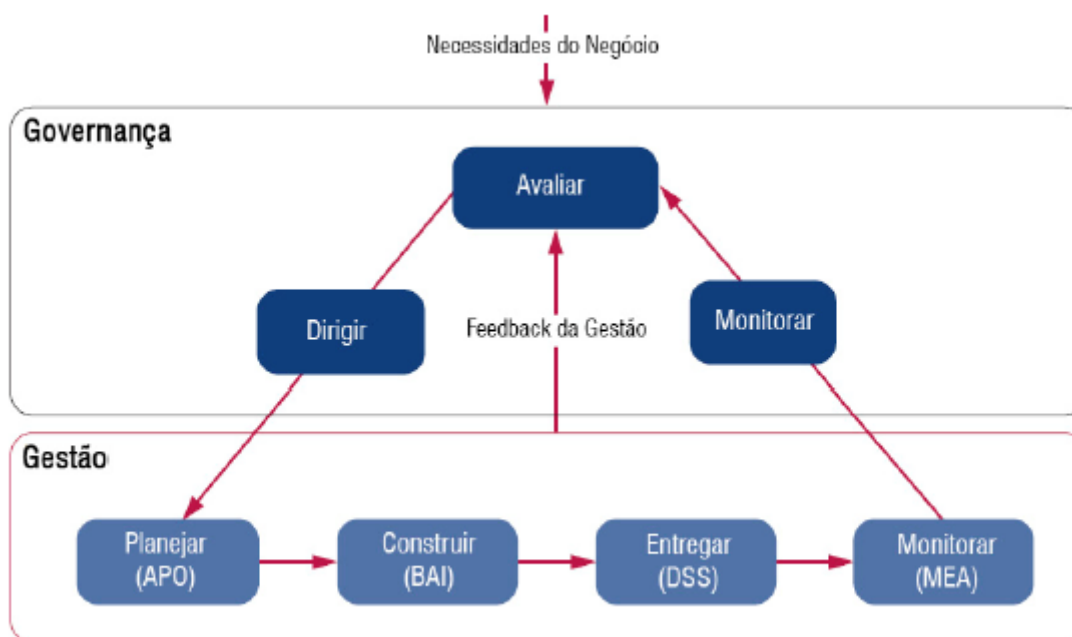 Necessidades do Negócio
Governança
Avaliar
Dirigir
Feedback da Gestão
Monitorar
Gestão
Planejar
(APO)
Construir
(BAI)
Entregar
(DSS)
Monitorar
(MEA)